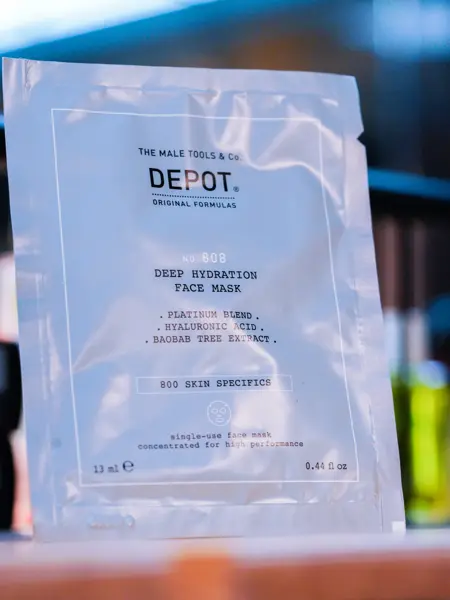 THE MALE TOOLS & Co.
DEPOT®
ORIGINAL FORMULAS
NO. 808
DEEP HYDRATION
FACE MASK
. PLATINUM BLEND .
. HYALURONIC ACID .
. BAOBAB TREE EXTRACT .
800 SKIN SPECIFICS
single-use face mask
concentrated for high performance
13 ml ℮ 0.44 fl oz